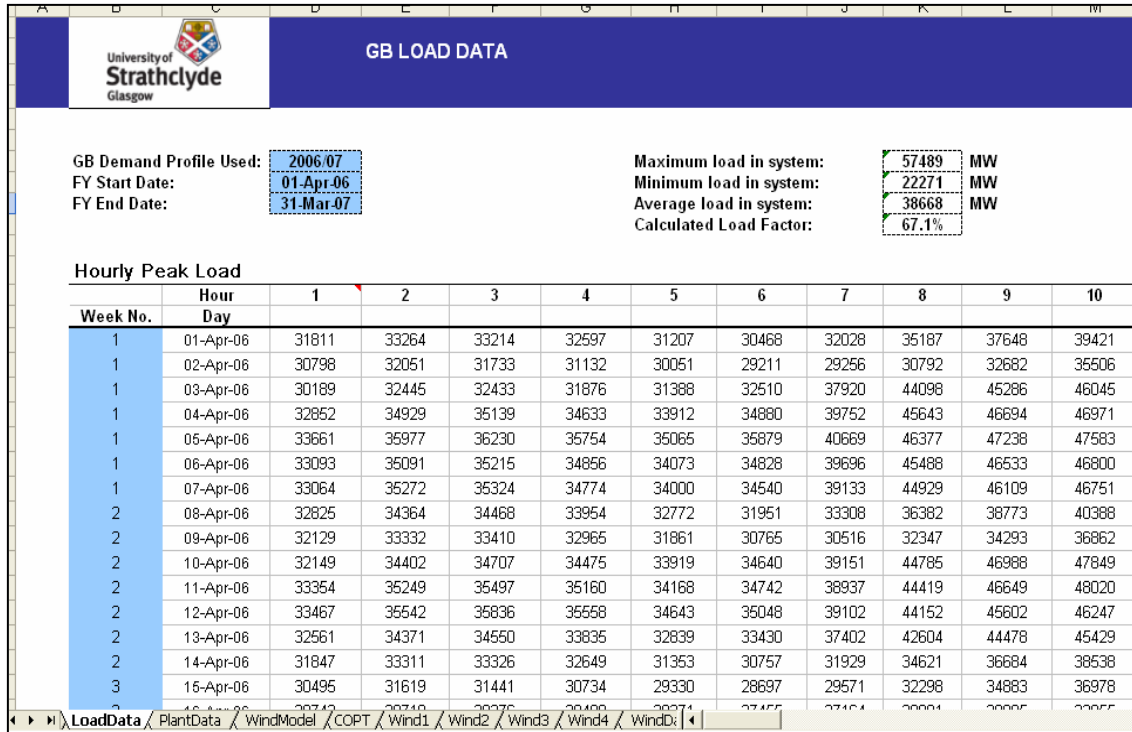 A B C D E F G H I J K L M
University of
Strathclyde
Glasgow
GB LOAD DATA
GB Demand Profile Used: 2006/07 Maximum load in system: 57489 MW
FY Start Date: 01-Apr-06 Minimum load in system: 22271 MW
FY End Date: 31-Mar-07 Average load in system: 38668 MW
Calculated Load Factor: 67.1%
Hourly Peak Load
Hour 1 2 3 4 5 6 7 8 9 10
Week No. Day
1 01-Apr-06 31811 33264 33214 32597 31207 30468 32028 35187 37648 39421
1 02-Apr-06 30798 32051 31733 31132 30051 29211 29256 30792 32682 35506
1 03-Apr-06 30189 32445 32433 31876 31388 32510 37920 44098 45286 46045
1 04-Apr-06 32852 34929 35139 34633 33912 34880 39752 45643 46694 46971
1 05-Apr-06 33661 35977 36230 35754 35065 35879 40669 46377 47238 47583
1 06-Apr-06 33093 35091 35215 34856 34073 34828 39696 45488 46533 46800
1 07-Apr-06 33064 35272 35324 34774 34000 34540 39133 44929 46109 46751
2 08-Apr-06 32825 34364 34468 33954 32772 31951 33308 36382 38773 40388
2 09-Apr-06 32129 33332 33410 32965 31861 30765 30516 32347 34293 36862
2 10-Apr-06 32149 34402 34707 34475 33919 34640 39151 44785 46988 47849
2 11-Apr-06 33354 35249 35497 35160 34168 34742 38937 44419 46649 48020
2 12-Apr-06 33467 35542 35836 35558 34643 35048 39102 44152 45602 46247
2 13-Apr-06 32561 34371 34550 33835 32839 33430 37402 42604 44478 45429
2 14-Apr-06 31847 33311 33326 32649 31353 30757 31929 34621 36684 38538
3 15-Apr-06 30495 31619 31441 30734 29330 28697 29571 32298 34883 36978
LoadData PlantData WindModel COPT Wind1 Wind2 Wind3 Wind4